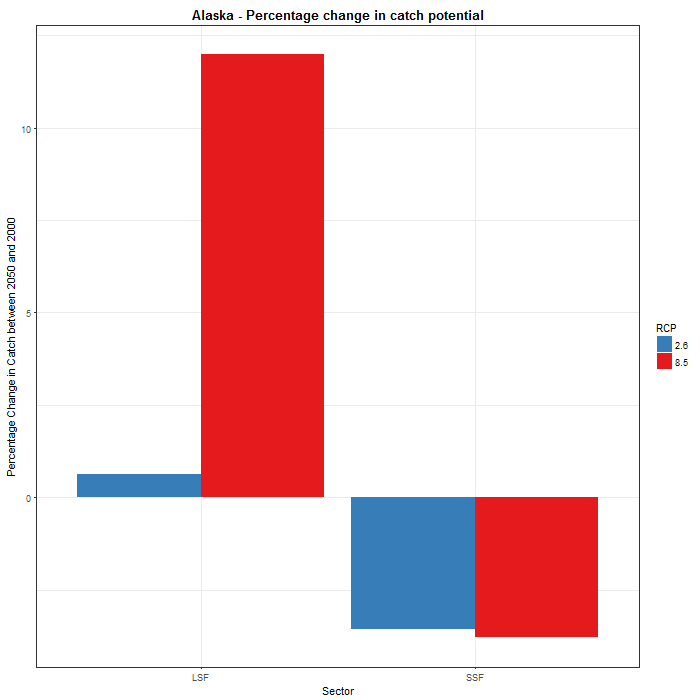 Alaska - Percentage change in catch potential
Percentage Change in Catch between 2050 and 2000
10
5
0
LSF
SSF
Sector
RCP
2.6
8.5